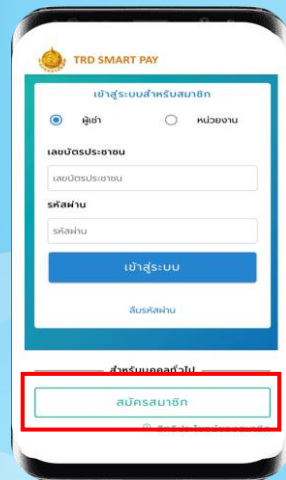 TRD SMART PAY
เข้าสู่ระบบสำหรับสมาชิก
ผู้เช่า หน่วยงาน
เลขบัตรประชาชน
เลขบัตรประชาชน
รหัสผ่าน
รหัสผ่าน
เข้าสู่ระบบ
ลืมรหัสผ่าน
สำหรับบุคคลทั่วไป
สมัครสมาชิก